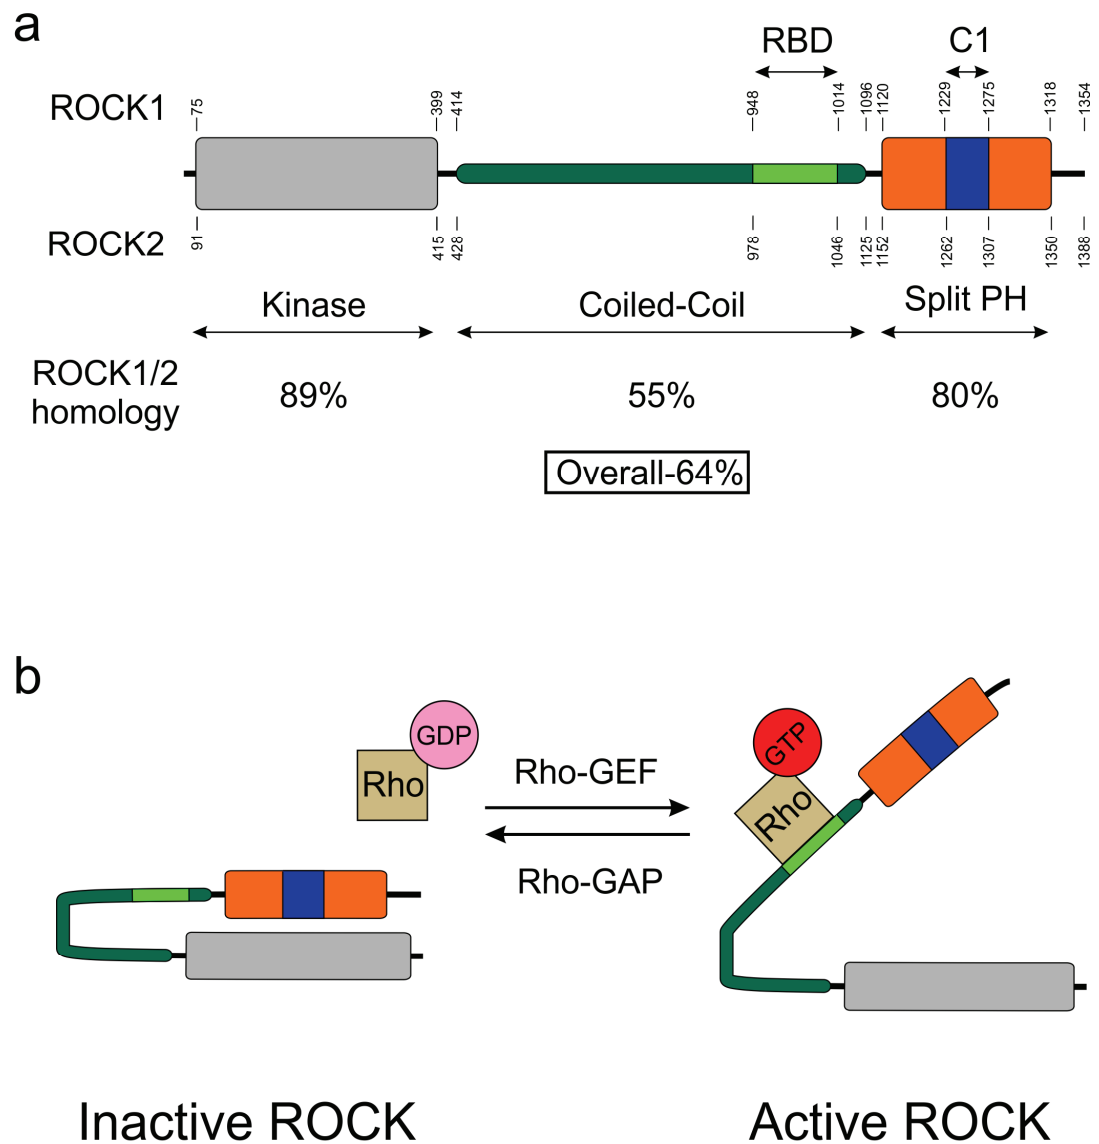 a
RBD
C1
ROCK1
75
399
414
948
1014
1096
1120
1229
1275
1318
1354
ROCK2
91
415
428
978
1046
1125
1152
1262
1307
1350
1388
Kinase
Coiled-Coil
Split PH
ROCK1/2
homology
89%
55%
80%
Overall-64%
b
GDP
Rho
Rho-GEF
Rho-GAP
GTP
Rho
Inactive ROCK
Active ROCK